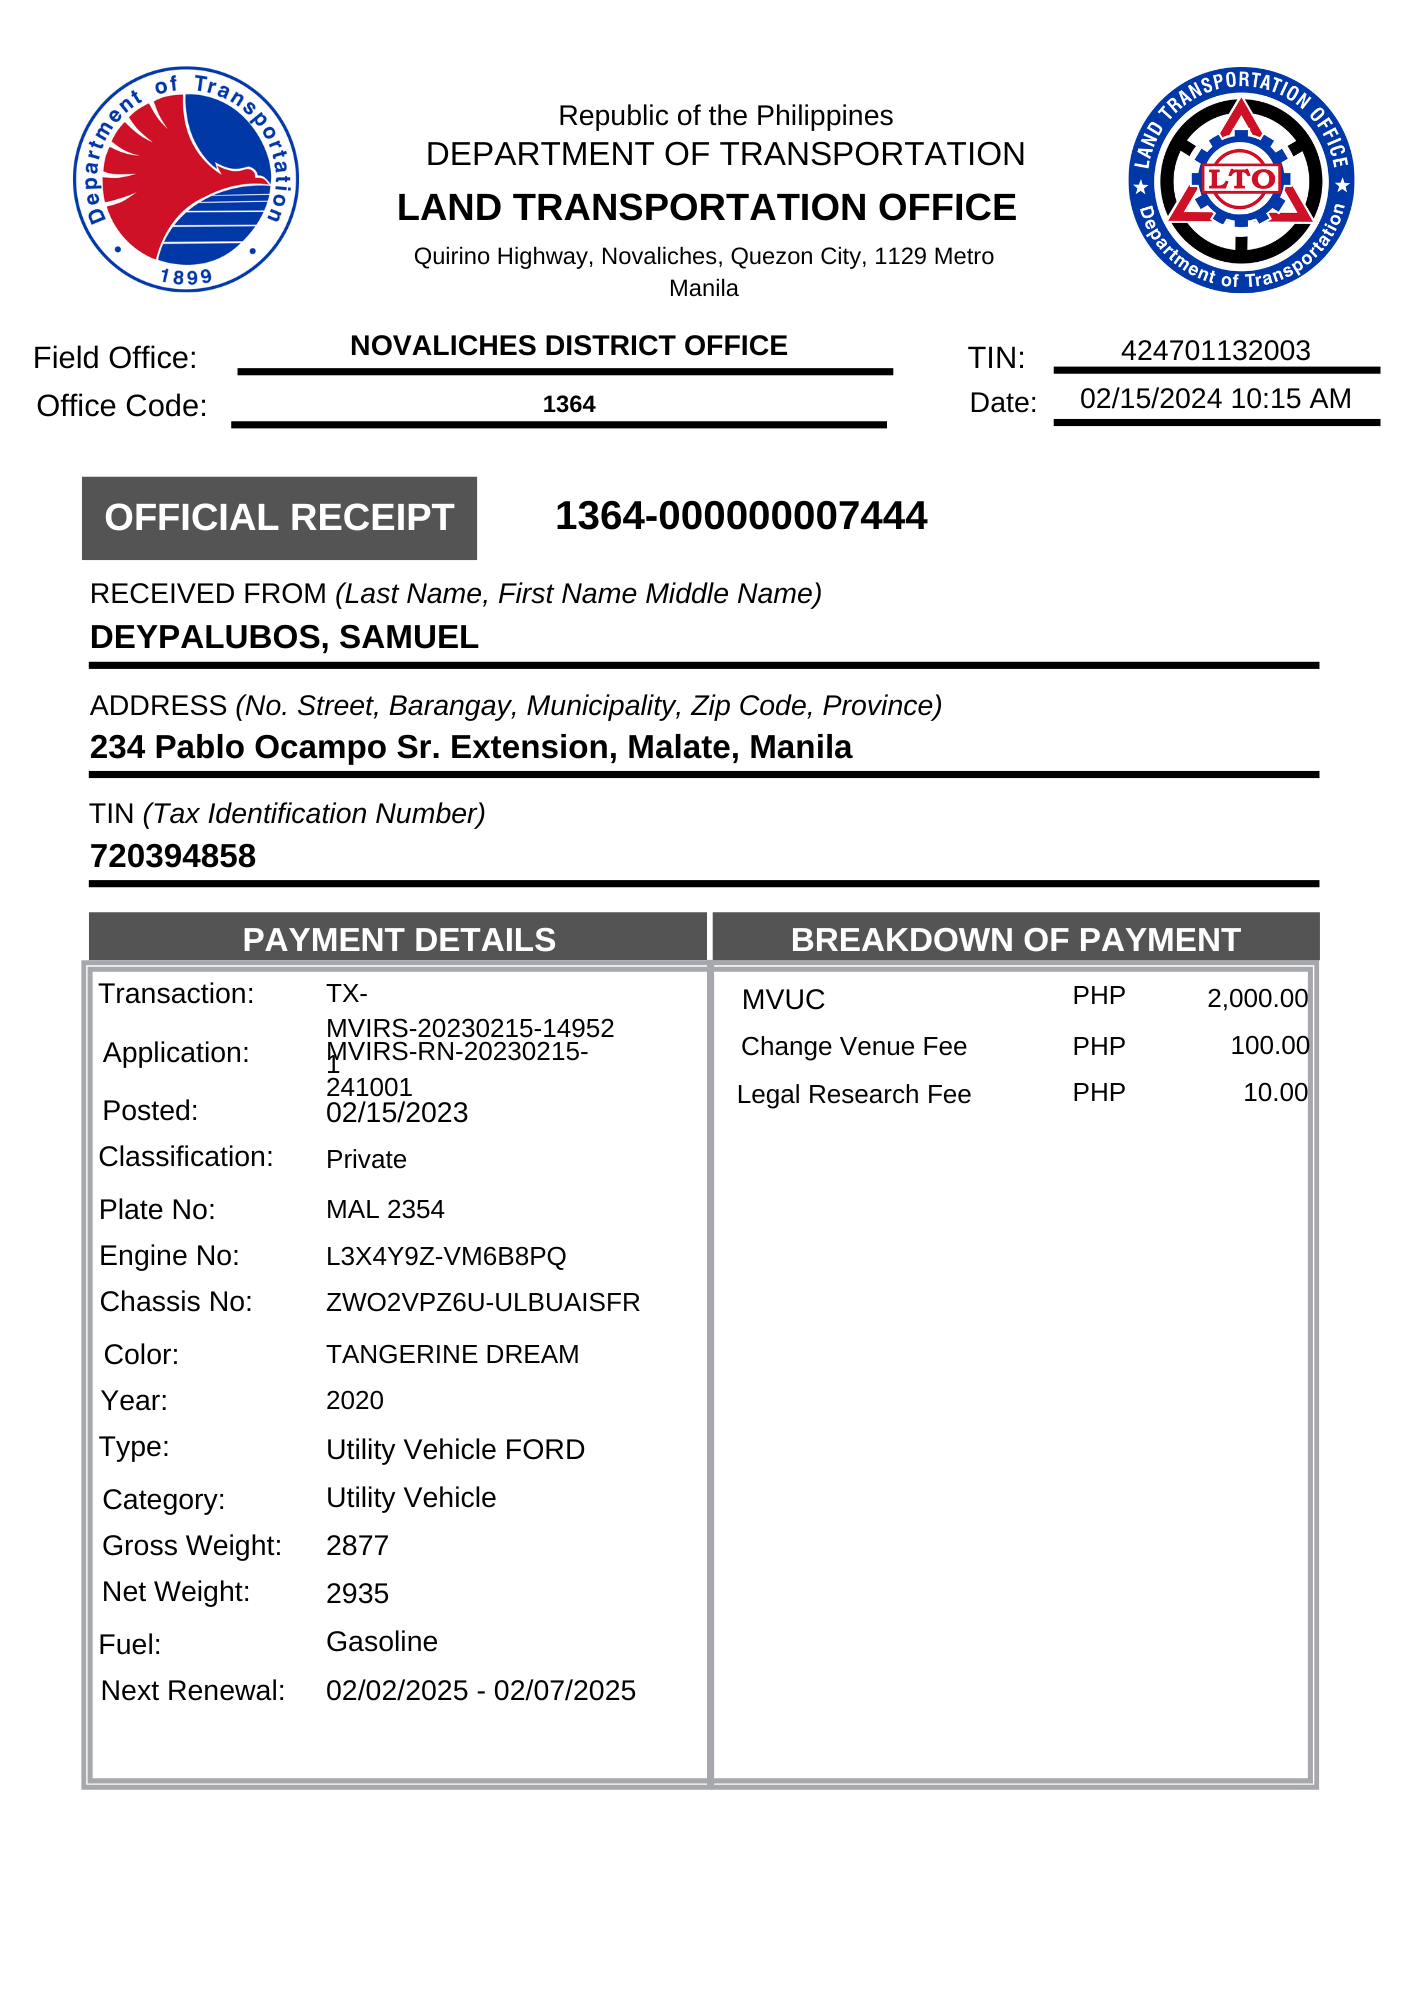 Department of Transportation
1899
Republic of the Philippines
DEPARTMENT OF TRANSPORTATION
LAND TRANSPORTATION OFFICE
Quirino Highway, Novaliches, Quezon City, 1129 Metro
Manila
LAND TRANSPORTATION OFFICE
LTO
Department of Transportation
Field Office: NOVALICHES DISTRICT OFFICE TIN: 424701132003
Office Code: 1364 Date: 02/15/2024 10:15 AM
OFFICIAL RECEIPT 1364-000000007444
RECEIVED FROM (Last Name, First Name Middle Name)
DEYPALUBOS, SAMUEL
ADDRESS (No. Street, Barangay, Municipality, Zip Code, Province)
234 Pablo Ocampo Sr. Extension, Malate, Manila
TIN (Tax Identification Number)
720394858
PAYMENT DETAILS BREAKDOWN OF PAYMENT
Transaction: TX-
MVIRS-20230215-14952
1
Application: MVIRS-RN-20230215-
241001
Posted: 02/15/2023
Classification: Private
Plate No: MAL 2354
Engine No: L3X4Y9Z-VM6B8PQ
Chassis No: ZWO2VPZ6U-ULBUAISFR
Color: TANGERINE DREAM
Year: 2020
Type: Utility Vehicle FORD
Category: Utility Vehicle
Gross Weight: 2877
Net Weight: 2935
Fuel: Gasoline
Next Renewal: 02/02/2025 - 02/07/2025
MVUC PHP 2,000.00
Change Venue Fee PHP 100.00
Legal Research Fee PHP 10.00